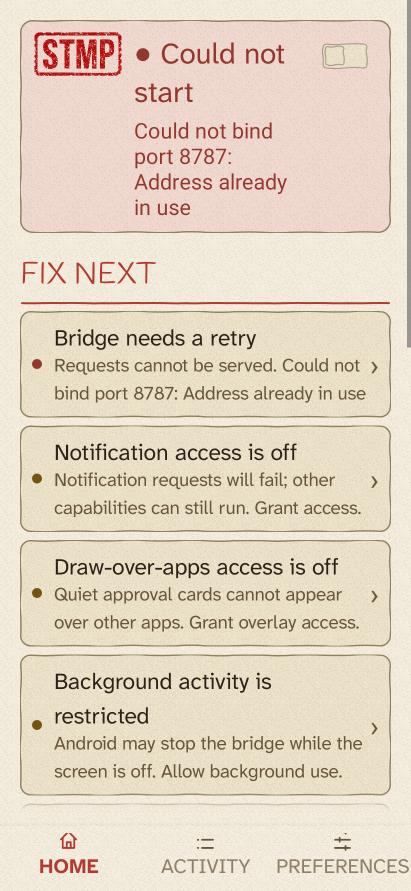 STMP
● Could not
start
Could not bind
port 8787:
Address already
in use
FIX NEXT
Bridge needs a retry
Requests cannot be served. Could not
bind port 8787: Address already in use
Notification access is off
Notification requests will fail; other
capabilities can still run. Grant access.
Draw-over-apps access is off
Quiet approval cards cannot appear
over other apps. Grant overlay access.
Background activity is
restricted
Android may stop the bridge while the
screen is off. Allow background use.
HOME
ACTIVITY
PREFERENCES